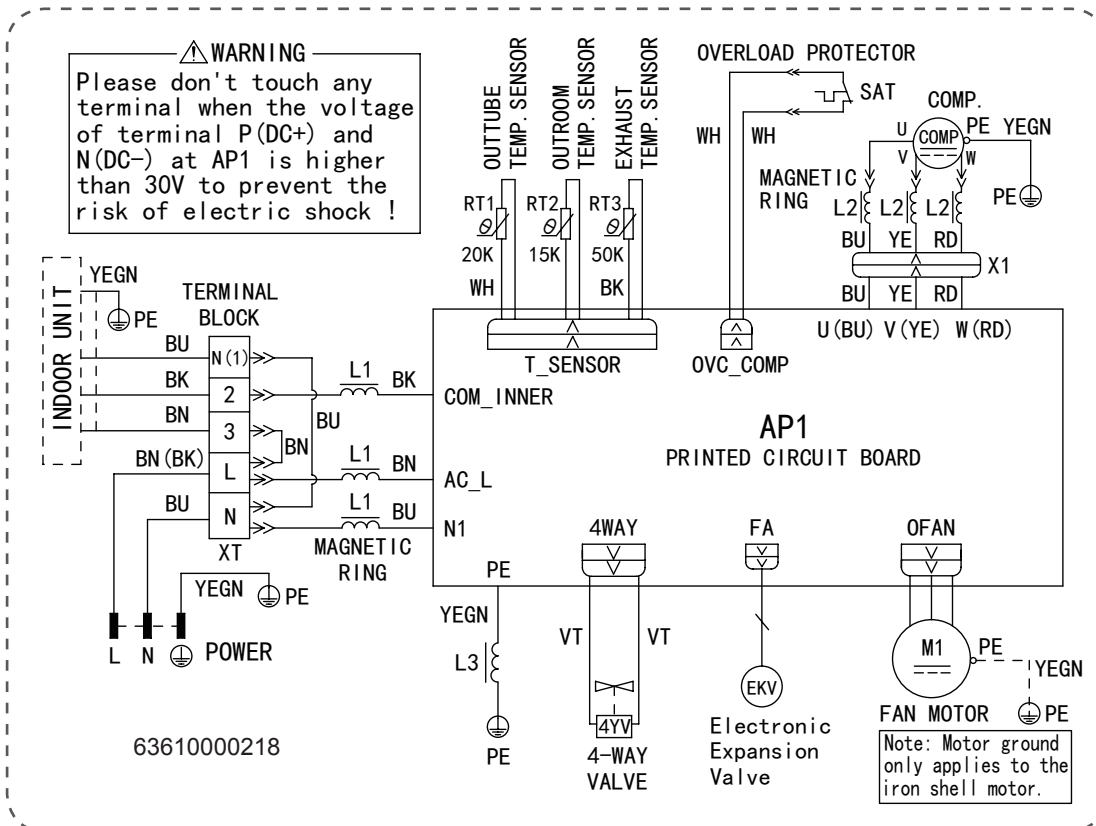 WARNING
Please don't touch any
terminal when the voltage
of terminal P(DC+) and
N(DC-) at AP1 is higher
than 30V to prevent the
risk of electric shock !
OUTTUBE
TEMP. SENSOR
OUTROOM
TEMP. SENSOR
EXHAUST
TEMP. SENSOR
RT1 RT2 RT3
θ θ θ
20K 15K 50K
WH BK
OVERLOAD PROTECTOR
SAT
WH WH
COMP.
U COMP PE YEGN
V W
MAGNETIC
RING
PE
L2 L2 L2
BU YE RD
X1
BU YE RD
U(BU) V(YE) W(RD)
T_SENSOR
OVC_COMP
INDOOR UNIT
YEGN
PE
TERMINAL
BLOCK
BU N(1)
BK 2 L1 BK COM_INNER
BU
BN 3
BN
BN(BK) L L1 BN AC_L
BU N L1 BU N1
XT
MAGNETIC
RING
YEGN PE
L N POWER
AP1
PRINTED CIRCUIT BOARD
PE
4WAY
FA
OFAN
YEGN
L3
PE
VT VT
4YV
4-WAY
VALVE
EKV
Electronic
Expansion
Valve
M1
PE
YEGN
FAN MOTOR PE
Note: Motor ground
only applies to the
iron shell motor.
63610000218